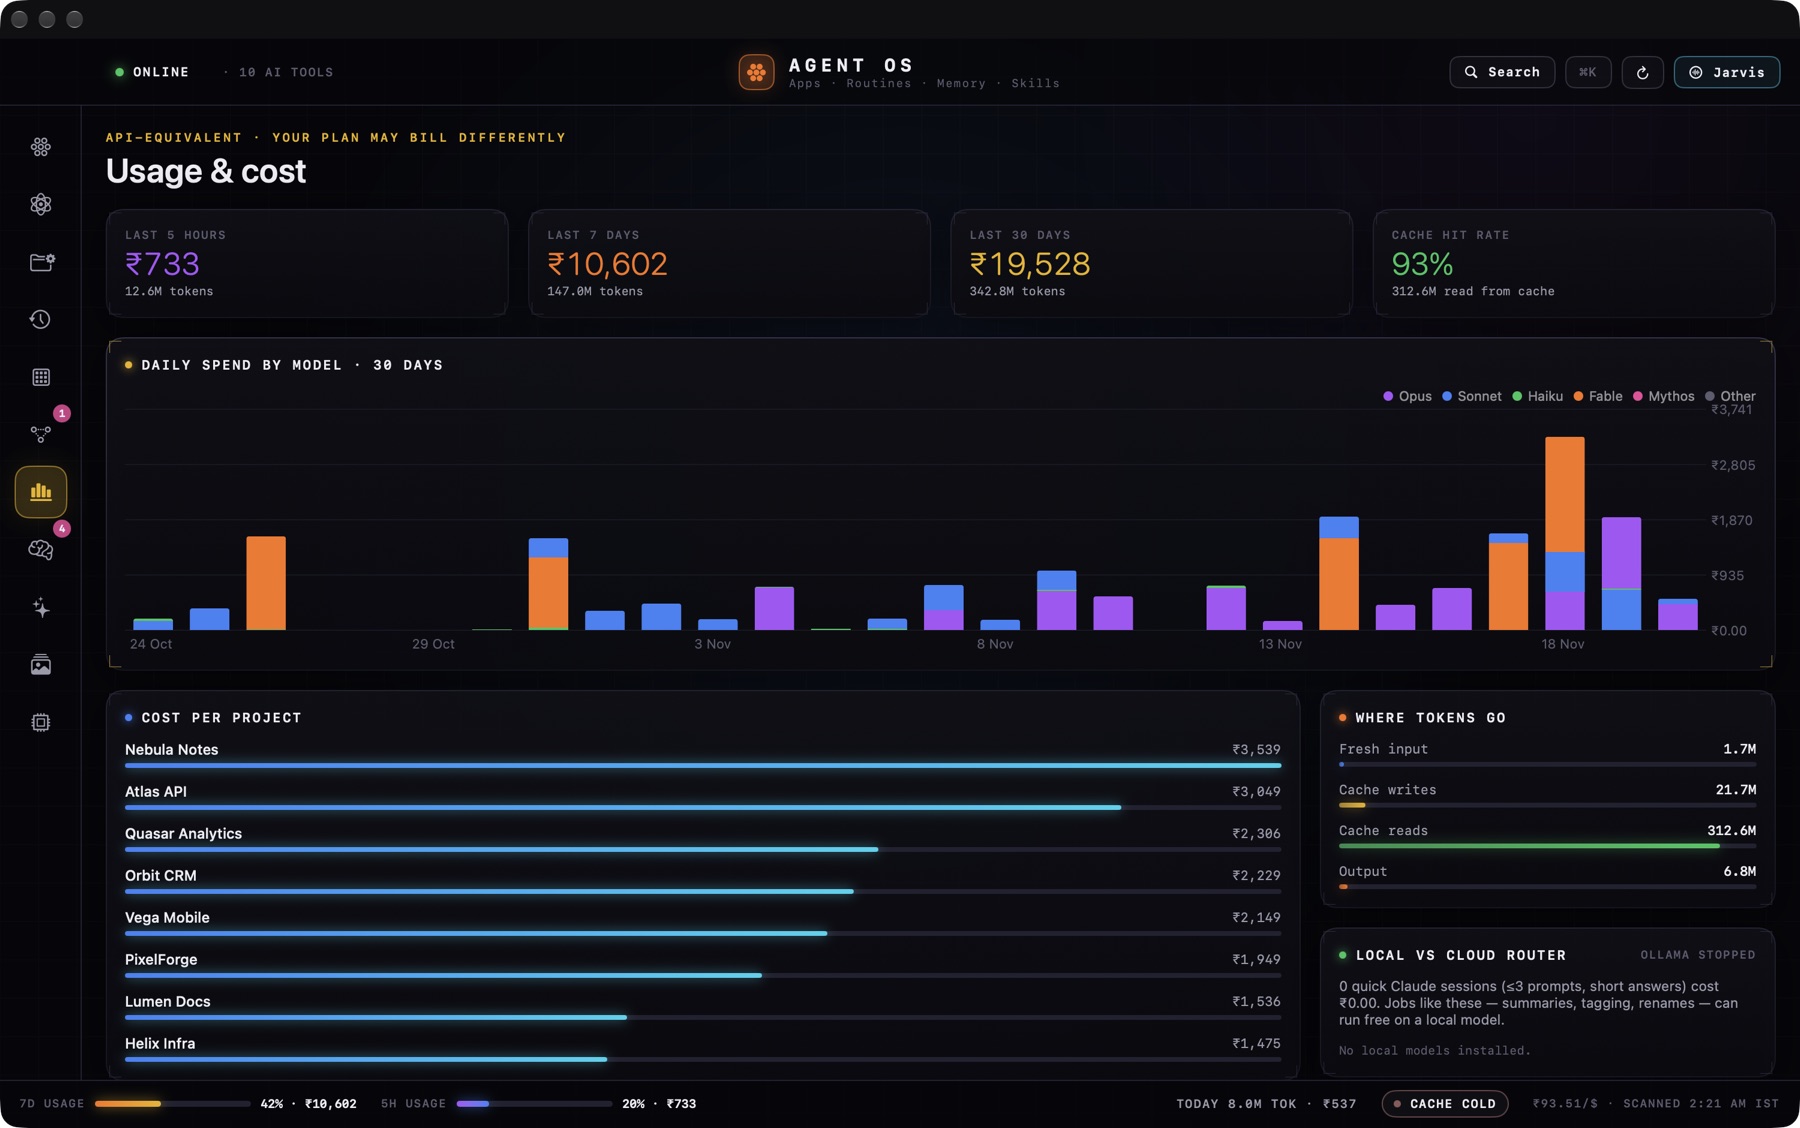 ONLINE · 10 AI TOOLS
AGENT OS
Apps · Routines · Memory · Skills
Search ⌘K Jarvis
API-EQUIVALENT · YOUR PLAN MAY BILL DIFFERENTLY
Usage & cost
LAST 5 HOURS
₹733
12.6M tokens
LAST 7 DAYS
₹10,602
147.0M tokens
LAST 30 DAYS
₹19,528
342.8M tokens
CACHE HIT RATE
93%
312.6M read from cache
1
4
DAILY SPEND BY MODEL · 30 DAYS
Opus Sonnet Haiku Fable Mythos Other
₹3,741
₹2,805
₹1,870
₹935
₹0.00
24 Oct 29 Oct 3 Nov 8 Nov 13 Nov 18 Nov
COST PER PROJECT
Nebula Notes ₹3,539
Atlas API ₹3,049
Quasar Analytics ₹2,306
Orbit CRM ₹2,229
Vega Mobile ₹2,149
PixelForge ₹1,949
Lumen Docs ₹1,536
Helix Infra ₹1,475
WHERE TOKENS GO
Fresh input 1.7M
Cache writes 21.7M
Cache reads 312.6M
Output 6.8M
LOCAL VS CLOUD ROUTER OLLAMA STOPPED
0 quick Claude sessions (≤3 prompts, short answers) cost
₹0.00. Jobs like these — summaries, tagging, renames — can
run free on a local model.
No local models installed.
7D USAGE 42% · ₹10,602 5H USAGE 20% · ₹733
TODAY 8.0M TOK · ₹537 CACHE COLD ₹93.51/$ · SCANNED 2:21 AM IST